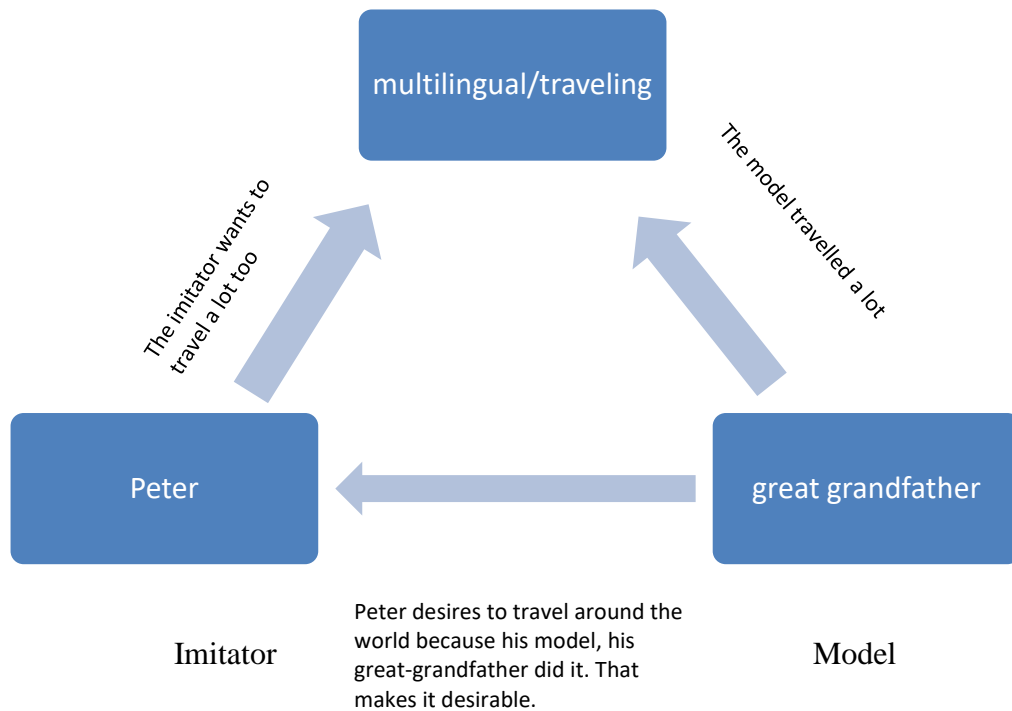 multilingual/traveling
The imitator wants to
travel a lot too
The model travelled a lot
Peter
great grandfather
Peter desires to travel around the
world because his model, his
great-grandfather did it. That
makes it desirable.
Imitator
Model